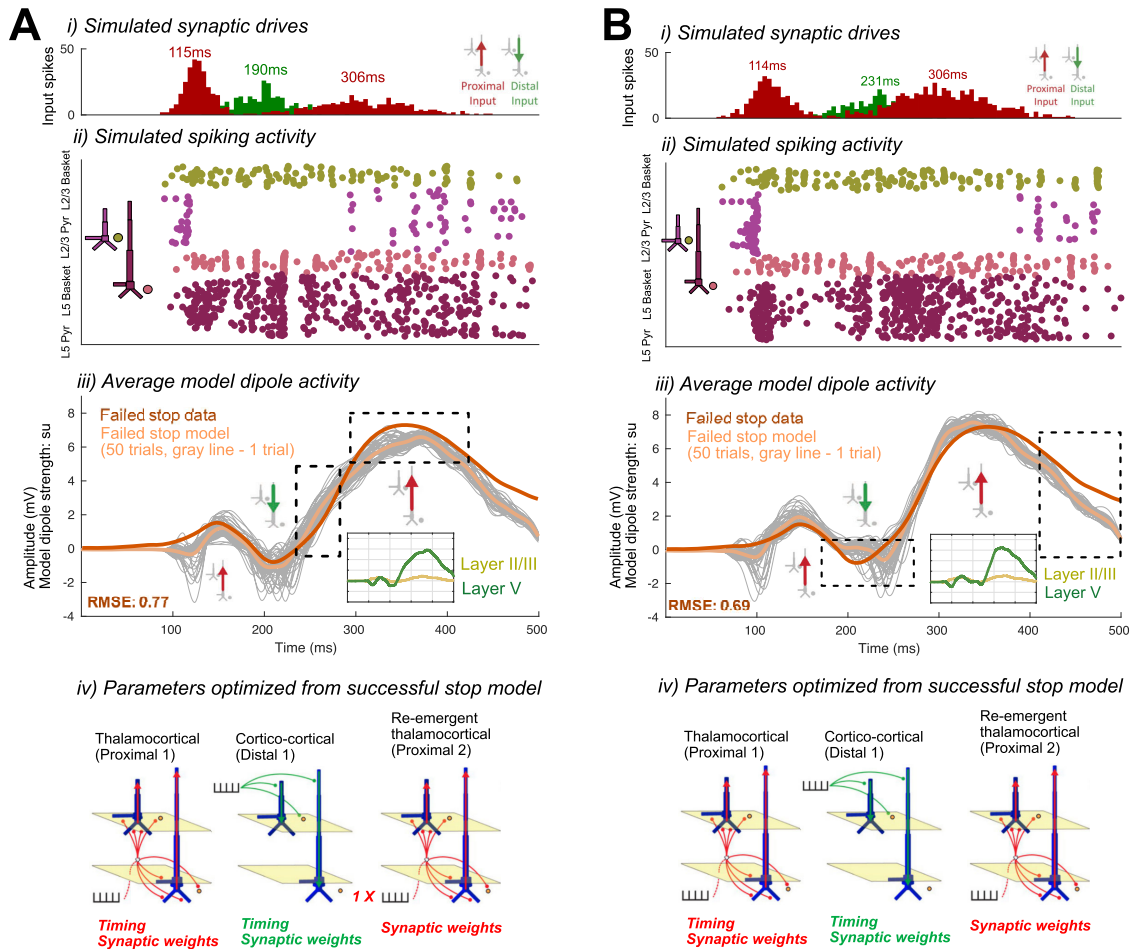 A
i) Simulated synaptic drives
50
0
Input spikes
115ms
190ms
306ms
Proximal
Input
Distal
Input
ii) Simulated spiking activity
L2/3 Basket
L2/3 Pyr
L5 Basket
L5 Pyr
iii) Average model dipole activity
Amplitude (mV)
Model dipole strength: su
8
6
4
2
0
-2
-4
Failed stop data
Failed stop model
(50 trials, gray line - 1 trial)
Layer II/III
Layer V
RMSE: 0.77
100
200
300
400
500
Time (ms)
iv) Parameters optimized from successful stop model
Thalamocortical
(Proximal 1)
Cortico-cortical
(Distal 1)
Re-emergent
thalamocortical
(Proximal 2)
1 X
Timing
Synaptic weights
Timing
Synaptic weights
Synaptic weights
B
i) Simulated synaptic drives
50
0
Input spikes
114ms
231ms
306ms
Proximal
Input
Distal
Input
ii) Simulated spiking activity
L2/3 Basket
L2/3 Pyr
L5 Basket
L5 Pyr
iii) Average model dipole activity
Amplitude (mV)
Model dipole strength: su
8
6
4
2
0
-2
-4
Failed stop data
Failed stop model
(50 trials, gray line - 1 trial)
Layer II/III
Layer V
RMSE: 0.69
100
200
300
400
500
Time (ms)
iv) Parameters optimized from successful stop model
Thalamocortical
(Proximal 1)
Cortico-cortical
(Distal 1)
Re-emergent
thalamocortical
(Proximal 2)
Timing
Synaptic weights
Timing
Synaptic weights
Synaptic weights